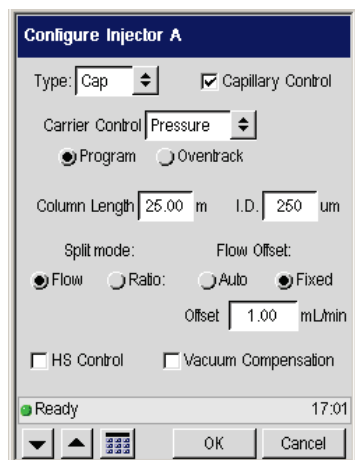 Configure Injector A
Type: Cap Capillary Control
Carrier Control Pressure
Program Oventrack
Column Length 25.00 m I.D. 250 um
Split mode: Flow Offset:
Flow Ratio: Auto Fixed
Offset 1.00 mL/min
HS Control Vacuum Compensation
Ready 17:01
OK Cancel